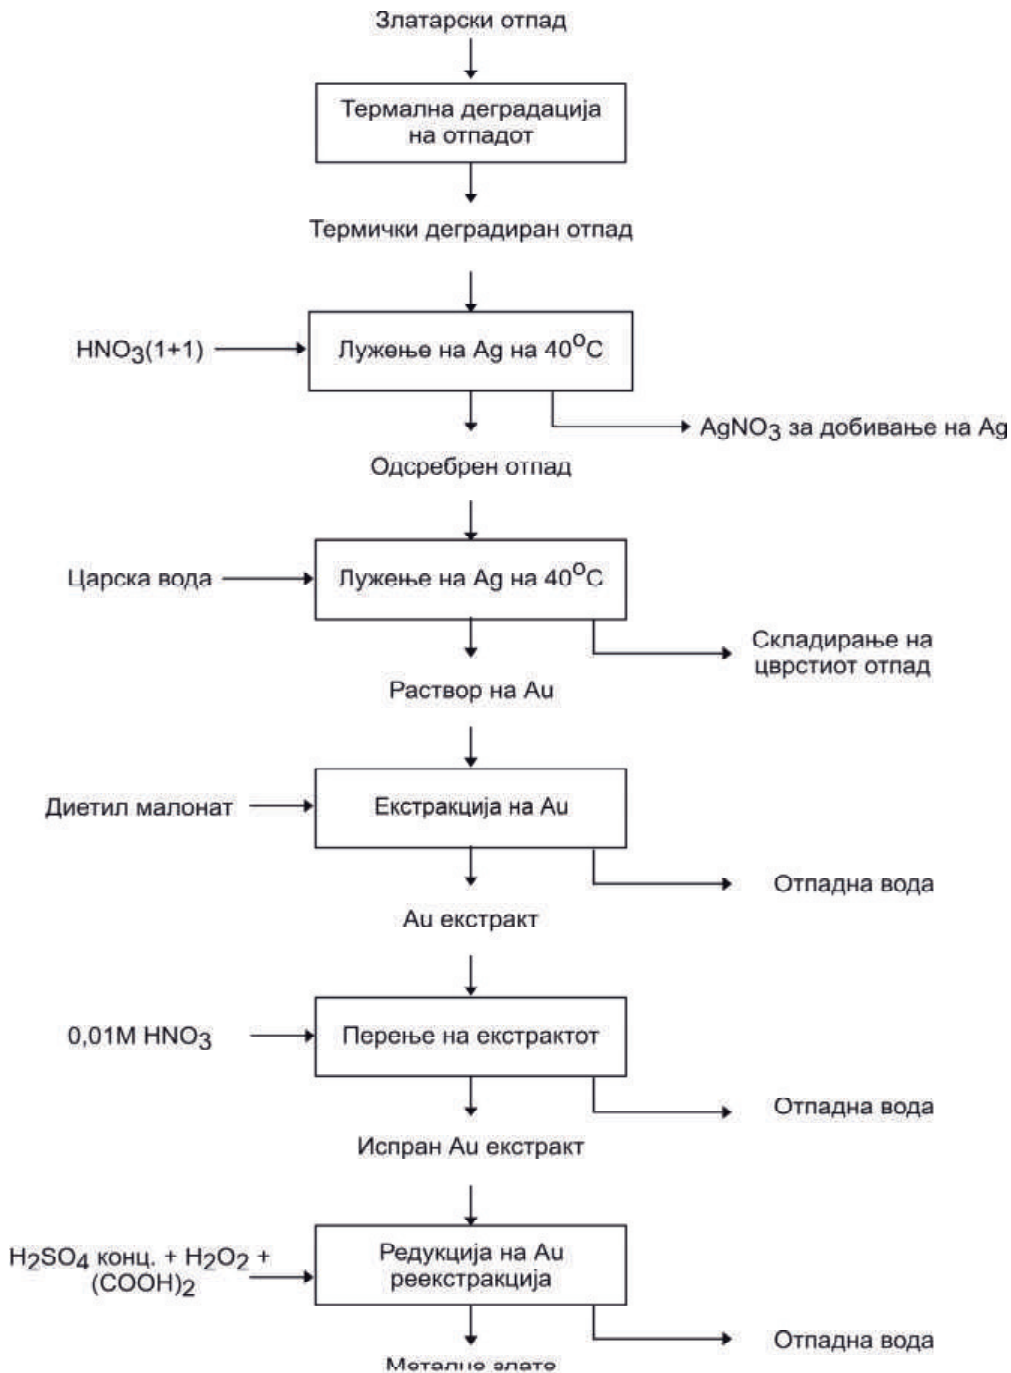 Златарски отпад
Термална деградација
на отпадот
Термички деградиран отпад
HNO3(1+1)
Лужење на Ag на 40°C
AgNO3 за добивање на Ag
Одсребрен отпад
Царска вода
Лужење на Ag на 40°C
Складирање на
цврстиот отпад
Раствор на Au
Диетил малонат
Екстракција на Au
Отпадна вода
Au екстракт
0,01M HNO3
Перење на екстрактот
Отпадна вода
Испран Au екстракт
H2SO4 конц. + H2O2 +
(COOH)2
Редукција на Au
реекстракција
Отпадна вода